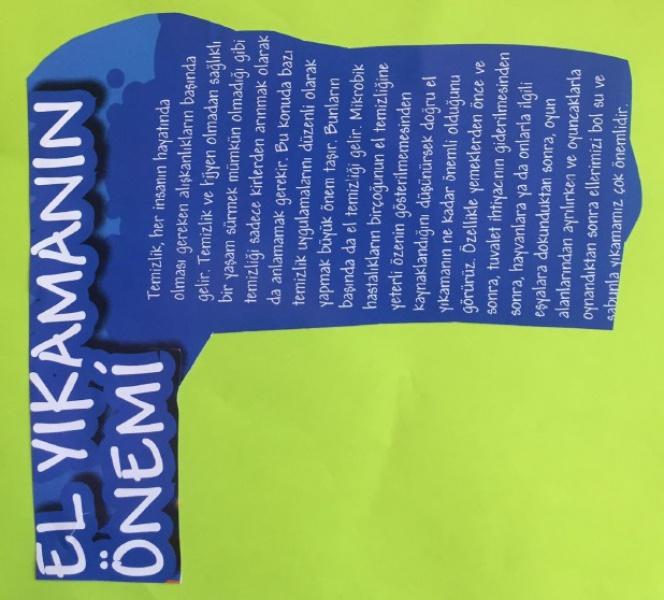 EL YIKAMANIN
ÖNEMİ
Temizlik, her insanın hayatında
olması gereken alışkanlıkların başında
gelir. Temizlik ve hijyen olmadan sağlıklı
bir yaşam sürmek mümkün olmadığı gibi
temizliği sadece kirlerden arınmak olarak
da anlamamak gerekir. Bu konuda bazı
temizlik uygulamalarını düzenli olarak
yapmak büyük önem taşır. Bunların
başında da el temizliği gelir. Mikrobik
hastalıkların birçoğunun el temizliğine
yeterli özenin gösterilmemesinden
kaynaklandığını düşünürsek doğru el
yıkamanın ne kadar önemli olduğunu
görürüz. Özellikle yemeklerden önce ve
sonra, tuvalet ihtiyacının giderilmesinden
sonra, hayvanlara ya da onlarla ilgili
eşyalara dokunduktan sonra, oyun
alanlarından ayrılırken ve oyuncaklarla
oynandıktan sonra ellerimizi bol su ve
sabunla yıkamamız çok önemlidir.